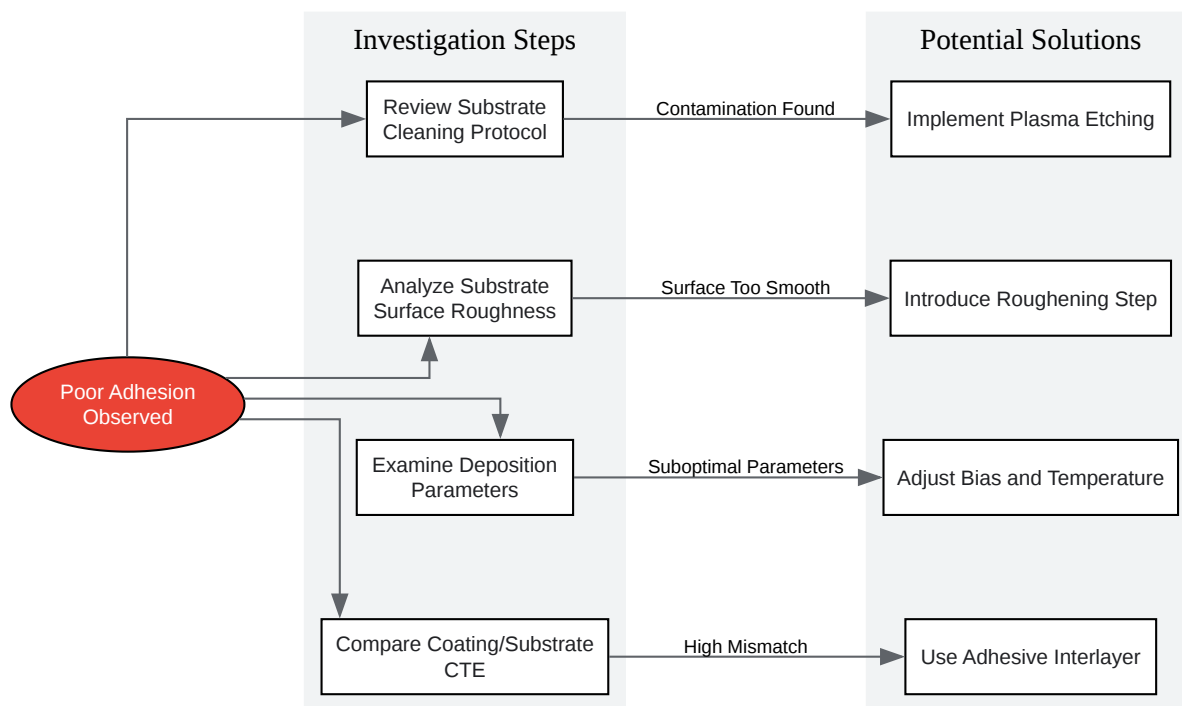 Investigation Steps
Potential Solutions
Review Substrate
Cleaning Protocol
Contamination Found
Implement Plasma Etching
Analyze Substrate
Surface Roughness
Surface Too Smooth
Introduce Roughening Step
Poor Adhesion
Observed
Examine Deposition
Parameters
Suboptimal Parameters
Adjust Bias and Temperature
Compare Coating/Substrate
CTE
High Mismatch
Use Adhesive Interlayer